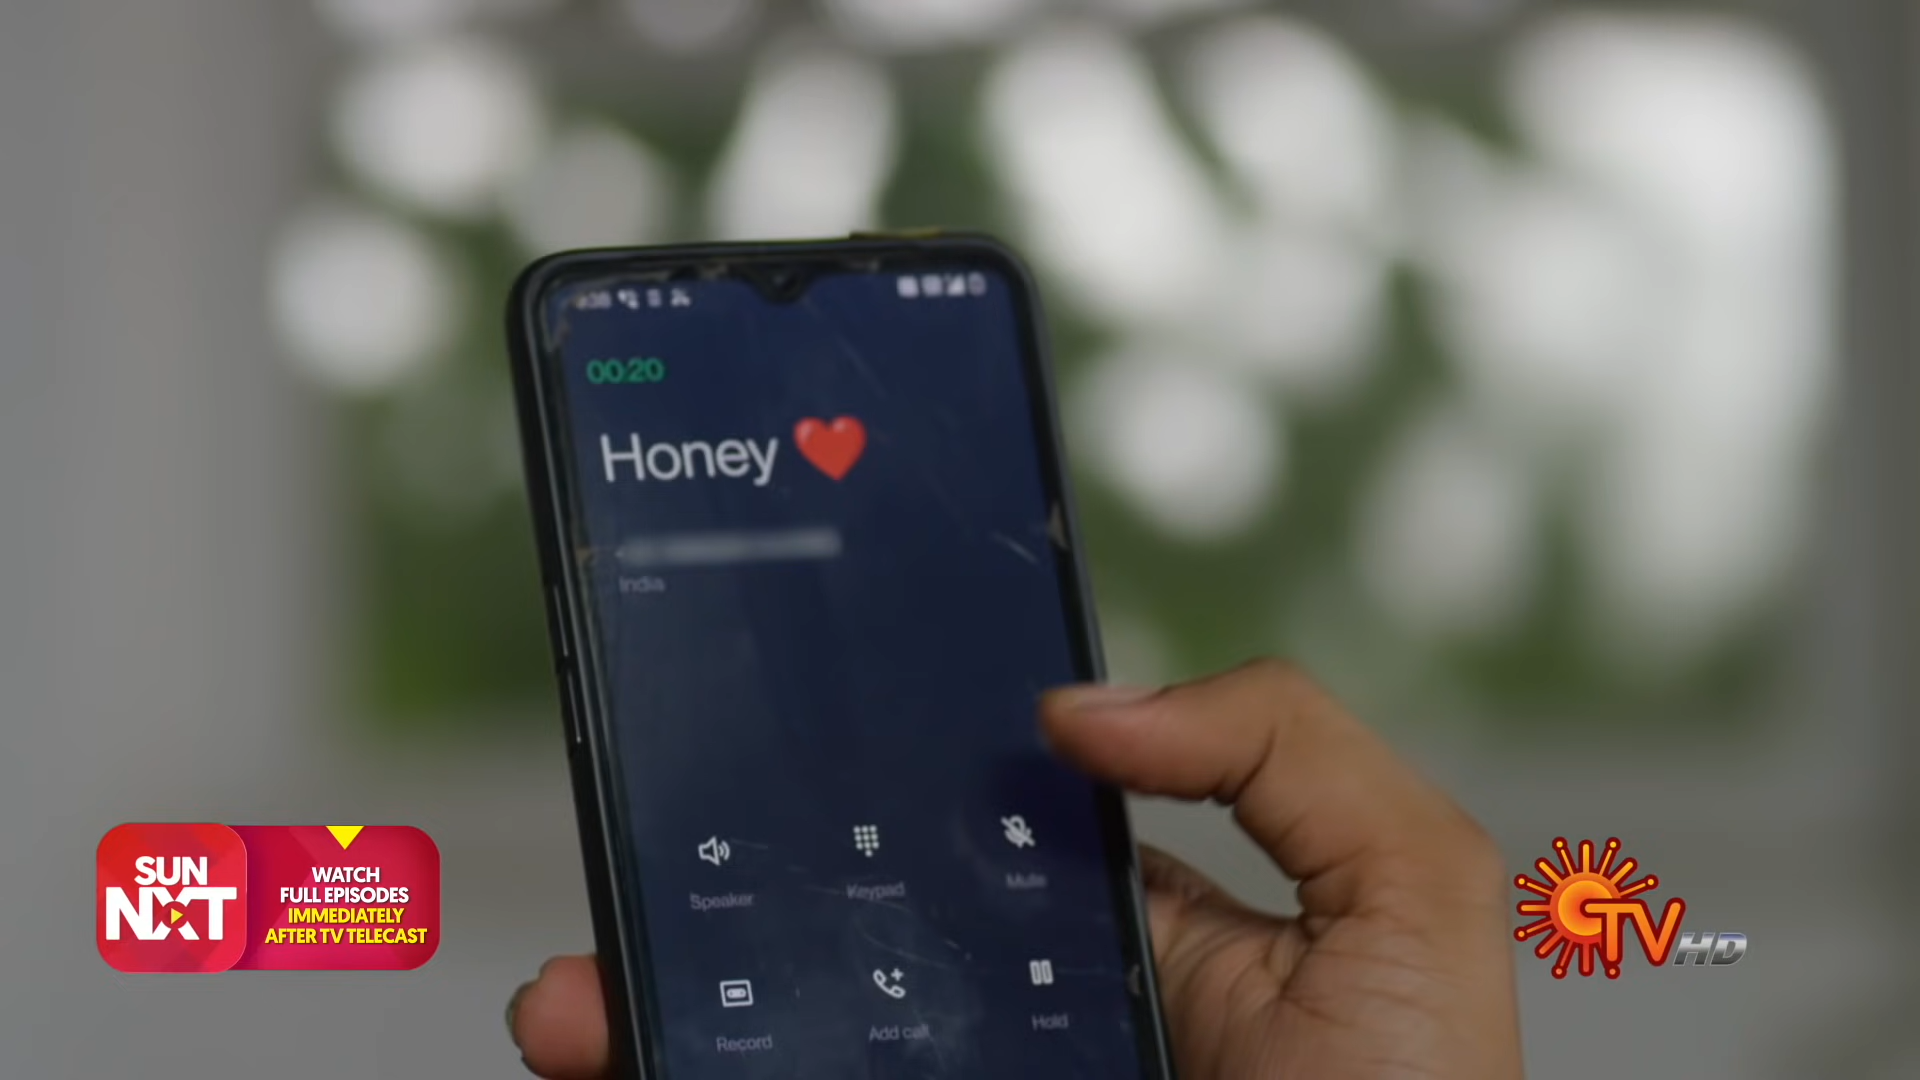 00:20
Honey ❤️
India
Speaker
Keypad
Mute
Record
Add call
Hold
SUN
NXT
WATCH
FULL EPISODES
IMMEDIATELY
AFTER TV TELECAST
TV HD